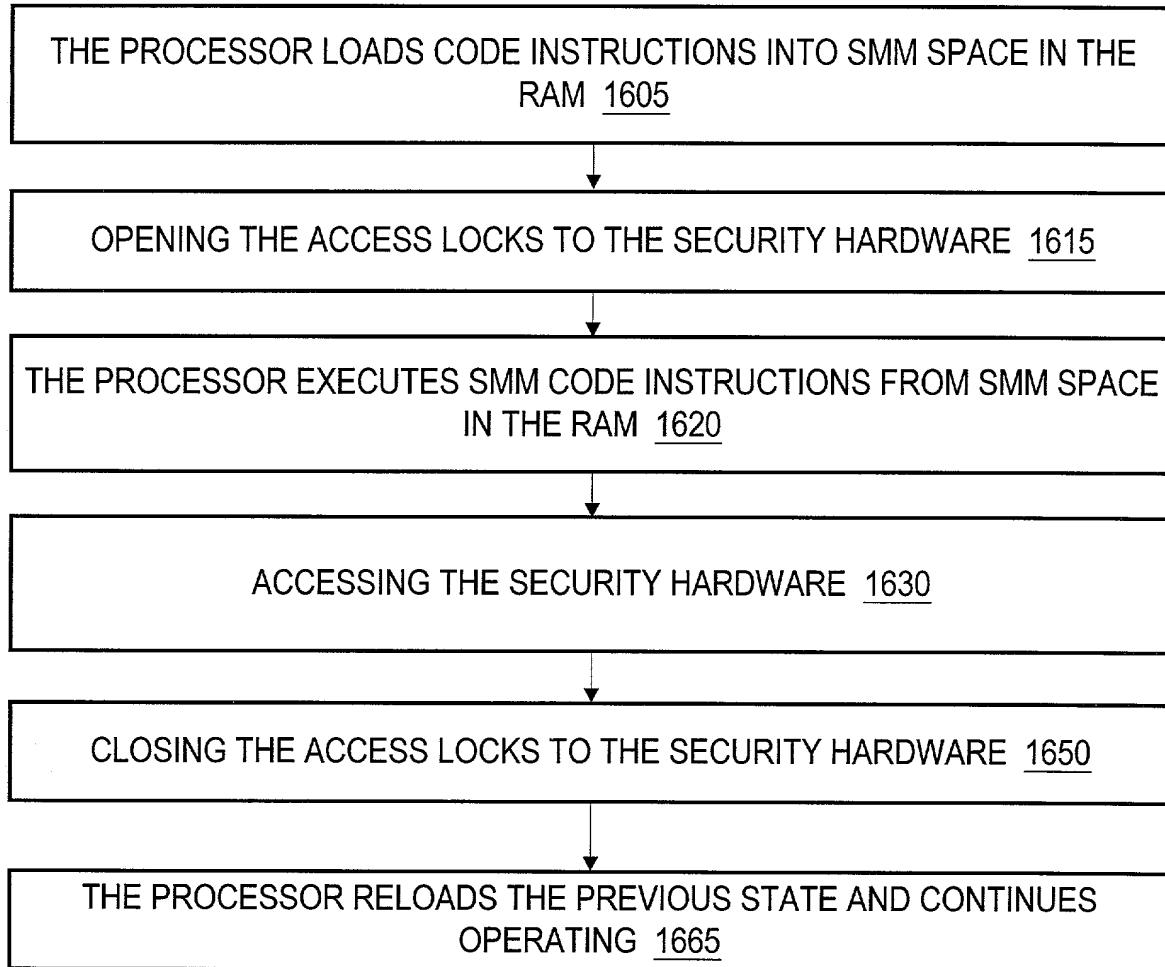 THE PROCESSOR LOADS CODE INSTRUCTIONS INTO SMM SPACE IN THE
RAM 1605
OPENING THE ACCESS LOCKS TO THE SECURITY HARDWARE 1615
THE PROCESSOR EXECUTES SMM CODE INSTRUCTIONS FROM SMM SPACE
IN THE RAM 1620
ACCESSING THE SECURITY HARDWARE 1630
CLOSING THE ACCESS LOCKS TO THE SECURITY HARDWARE 1650
THE PROCESSOR RELOADS THE PREVIOUS STATE AND CONTINUES
OPERATING 1665